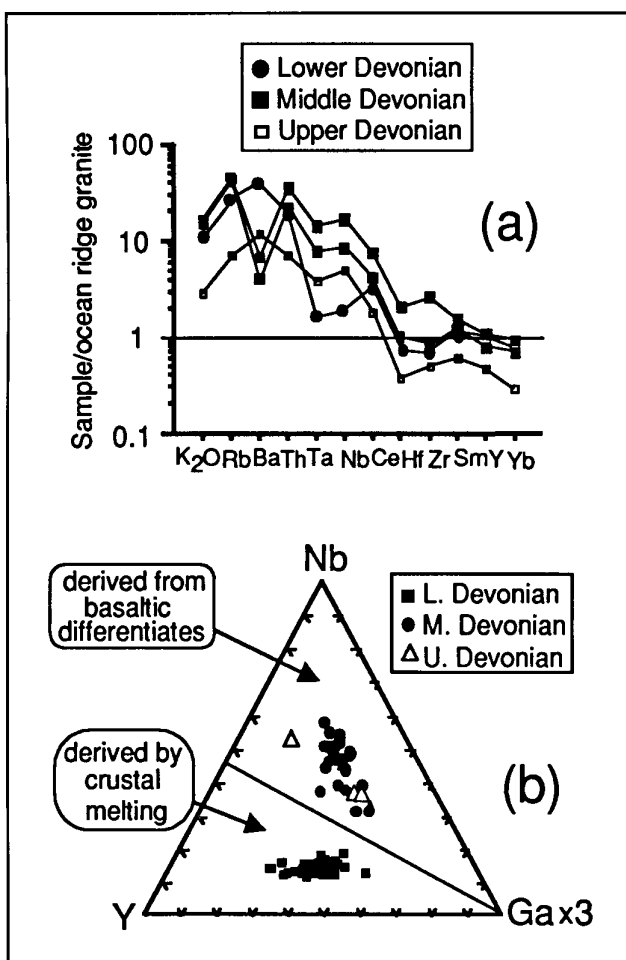 Lower Devonian
Middle Devonian
Upper Devonian
100
10
1
0.1
Sample/ocean ridge granite
(a)
K2O Rb Ba Th Ta Nb Ce Hf Zr Sm Y Yb
Nb
derived from
basaltic
differentiates
L. Devonian
M. Devonian
U. Devonian
derived by
crustal
melting
(b)
Y
Gax3